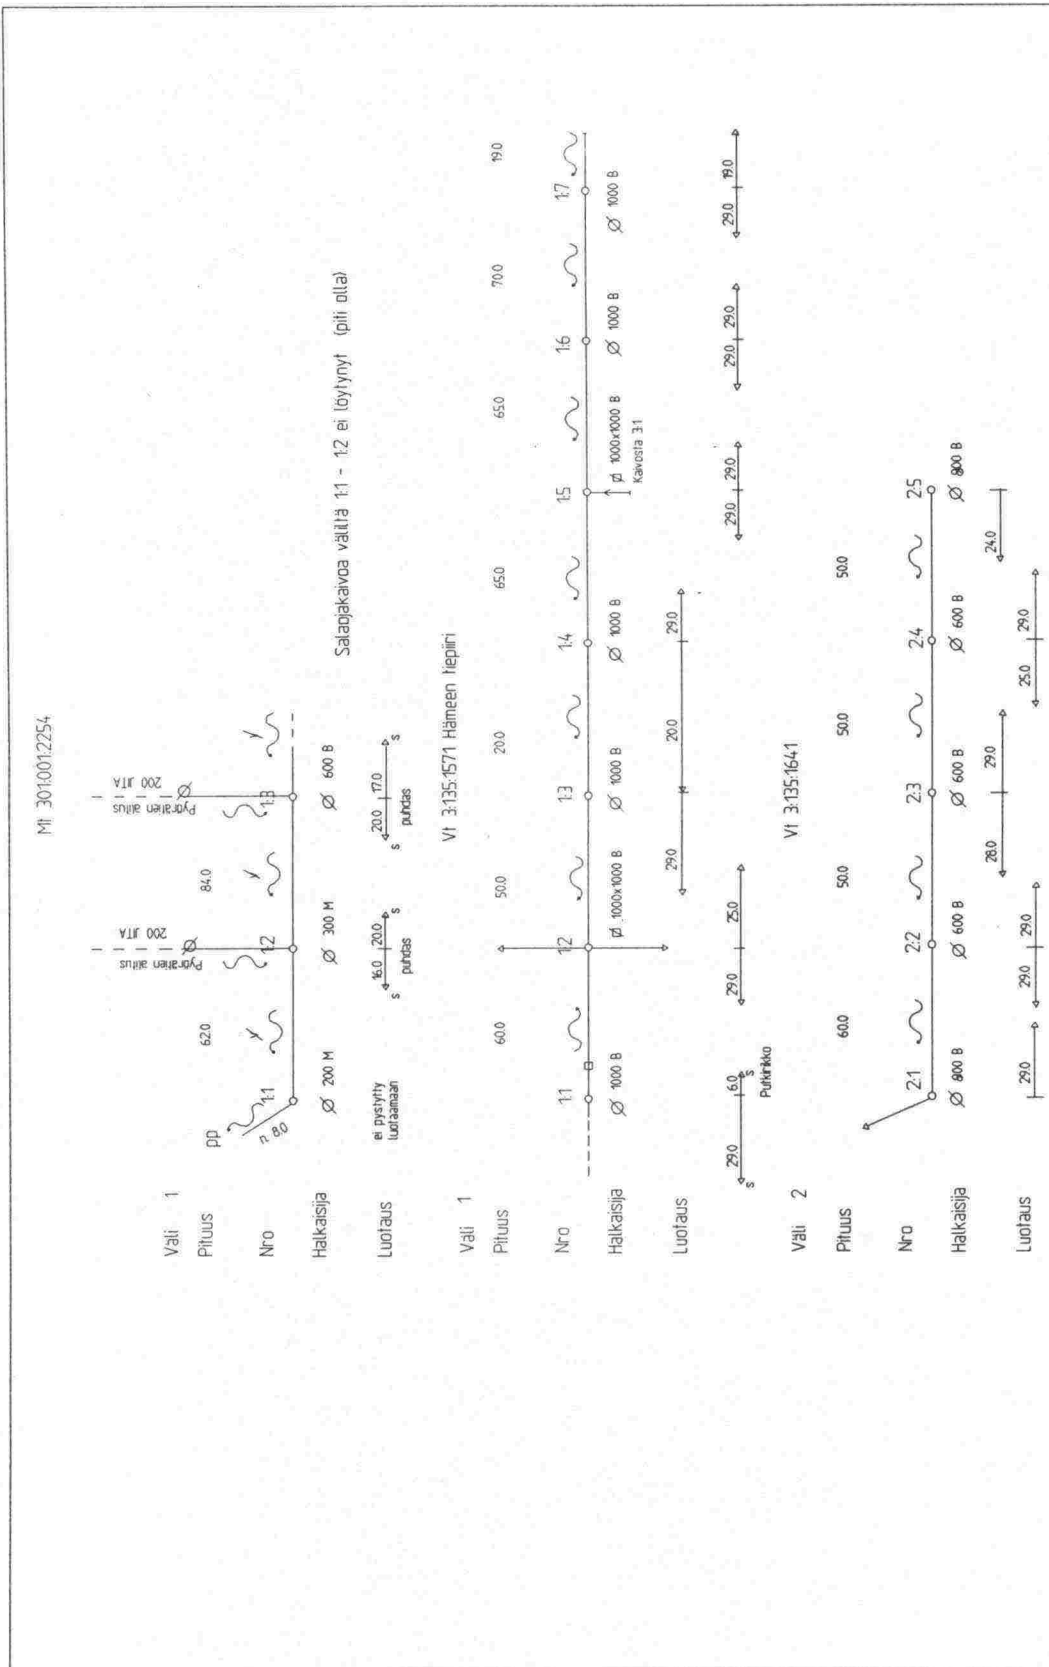 Mt 301:001:2254
Väli 1
Pituus 62.0 84.0
pp
n. 8.0
Pyörätien alitus
200 JITA
Pyörätien alitus
200 JITA
Nro 1:1 1:2 1:3
Halkaisija Ø 200 M Ø 300 M Ø 600 B
Luotaus
ei pystytty
luotaamaan
s 16.0 20.0 s
puhdas
s 20.0 17.0 s
puhdas
Salaojakaivoa väliltä 1:1 - 1:2 ei löytynyt (piti olla)
Vt 3:135:1571 Hämeen tiepiiri
Väli 1
Pituus 60.0 50.0 20.0 65.0 65.0 70.0 19.0
Nro 1:1 1:2 1:3 1:4 1:5 1:6 1:7
Halkaisija Ø 1000 B 1000x1000 B Ø 1000 B Ø 1000 B 1000x1000 B Ø 1000 B Ø 1000 B
Kaivosta 3:1
Luotaus 29.0 20.0 29.0
s 29.0 6.0 s 29.0 25.0 29.0 29.0 29.0 29.0 29.0 19.0
Putkirikko
Vt 3:135:1641
Väli 2
Pituus 60.0 50.0 50.0 50.0
Nro 2:1 2:2 2:3 2:4 2:5
Halkaisija Ø 800 B Ø 600 B Ø 600 B Ø 600 B Ø 800 B
28.0 29.0 24.0
Luotaus 29.0 29.0 29.0 25.0 29.0